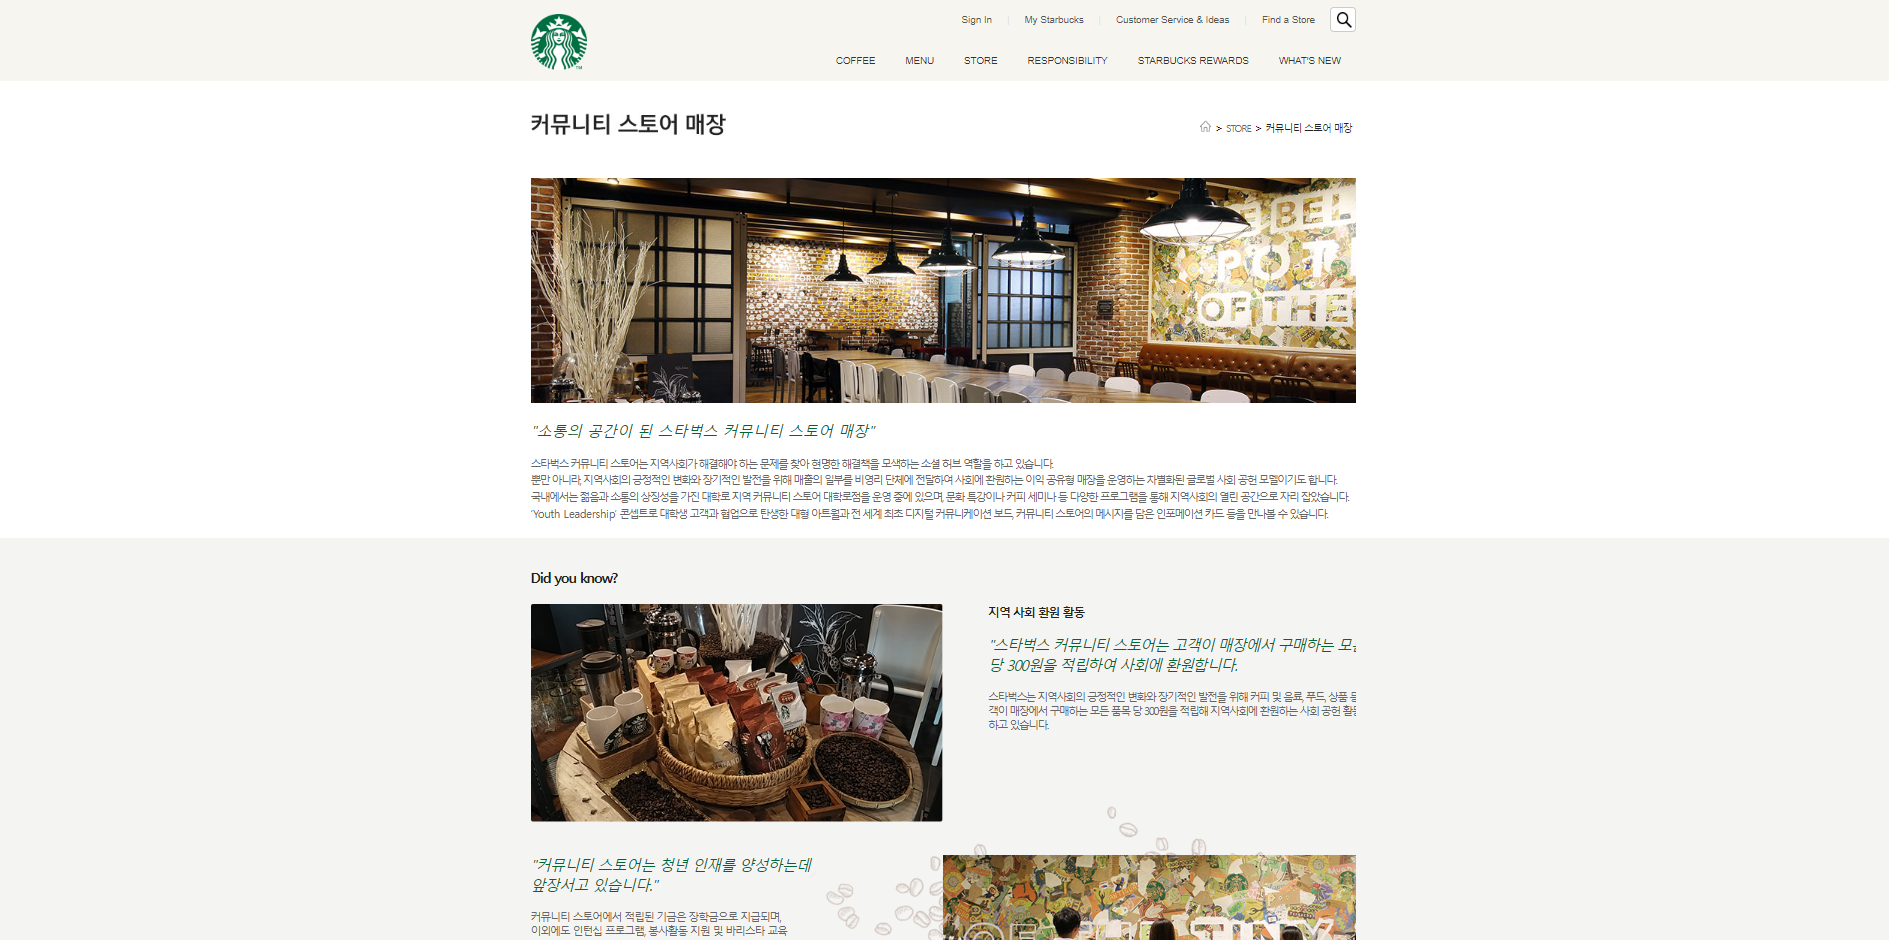 Sign In
My Starbucks
Customer Service & Ideas
Find a Store
COFFEE
MENU
STORE
RESPONSIBILITY
STARBUCKS REWARDS
WHAT'S NEW
커뮤니티 스토어 매장
> STORE > 커뮤니티 스토어 매장
BEL
POT
OF THE
"소통의 공간이 된 스타벅스 커뮤니티 스토어 매장"
스타벅스 커뮤니티 스토어는 지역사회가 해결해야 하는 문제를 찾아 현명한 해결책을 모색하는 소셜 허브 역할을 하고 있습니다.
뿐만 아니라, 지역사회의 긍정적인 변화와 장기적인 발전을 위해 매출의 일부를 비영리 단체에 전달하여 사회에 환원하는 이익 공유형 매장을 운영하는 차별화된 글로벌 사회 공헌 모델이기도 합니다.
국내에서는 젊음과 소통의 상징성을 가진 대학로 지역 커뮤니티 스토어 대학로점을 운영 중에 있으며, 문화 특강이나 커피 세미나 등 다양한 프로그램을 통해 지역사회의 열린 공간으로 자리 잡았습니다.
'Youth Leadership' 콘셉트로 대학생 고객과 협업으로 탄생한 대형 아트월과 전 세계 최초 디지털 커뮤니케이션 보드, 커뮤니티 스토어의 메시지를 담은 인포메이션 카드 등을 만나볼 수 있습니다.
Did you know?
지역 사회 환원 활동
"스타벅스 커뮤니티 스토어는 고객이 매장에서 구매하는
당 300원을 적립하여 사회에 환원합니다.
스타벅스는 지역사회의 긍정적인 변화와 장기적인 발전을 위해 커피 및 음료, 푸드, 상품
객이 매장에서 구매하는 모든 품목 당 300원을 적립해 지역사회에 환원하는 사회 공헌
하고 있습니다.
"커뮤니티 스토어는 청년 인재를 양성하는데
앞장서고 있습니다."
커뮤니티 스토어에서 적립된 기금은 장학금으로 지급되며,
이외에도 인턴십 프로그램, 봉사활동 지원 및 바리스타 교육